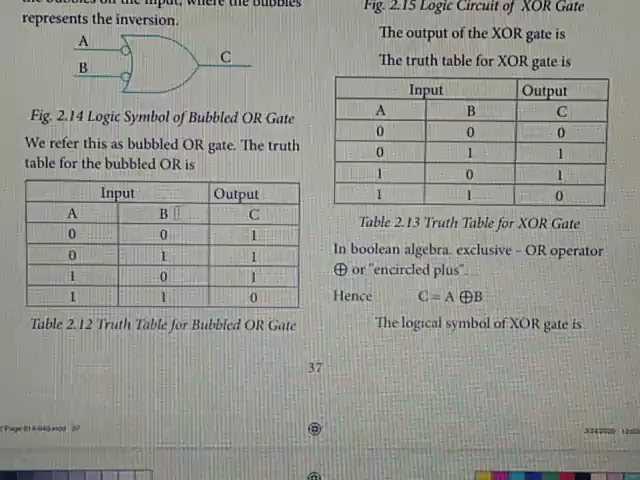 represents the inversion.
A
B
C
Fig. 2.14 Logic Symbol of Bubbled OR Gate
We refer this as bubbled OR gate. The truth
table for the bubbled OR is
Input Output
A B C
0 0 1
0 1 1
1 0 1
1 1 0
Table 2.12 Truth Table for Bubbled OR Gate
Fig. 2.15 Logic Circuit of XOR Gate
The output of the XOR gate is
The truth table for XOR gate is
Input Output
A B C
0 0 0
0 1 1
1 0 1
1 1 0
Table 2.13 Truth Table for XOR Gate
In boolean algebra. exclusive – OR operator
⊕ or "encircled plus".
Hence C = A ⊕B
The logical symbol of XOR gate is
37